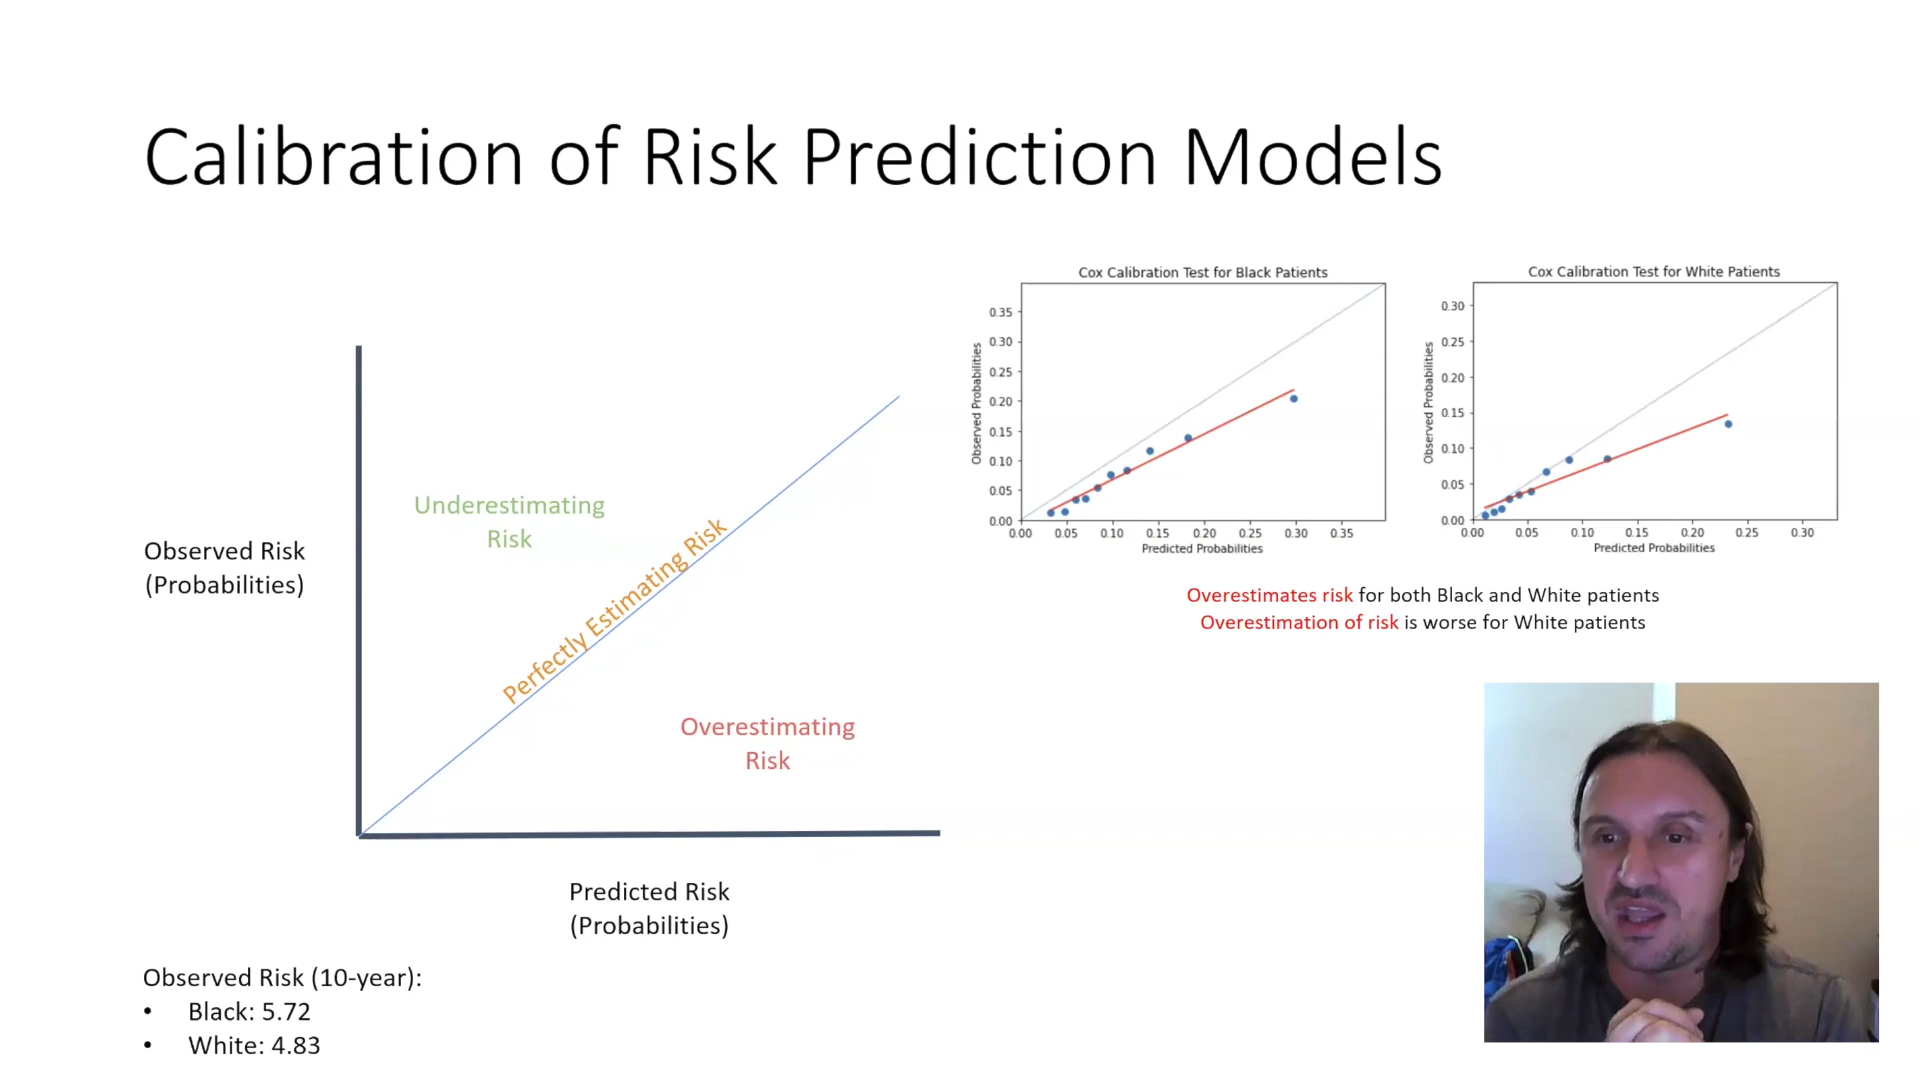 Calibration of Risk Prediction Models
Underestimating
Risk
Perfectly Estimating Risk
Overestimating
Risk
Observed Risk
(Probabilities)
Predicted Risk
(Probabilities)
Observed Risk (10-year):
• Black: 5.72
• White: 4.83
Cox Calibration Test for Black Patients
Observed Probabilities
0.35
0.30
0.25
0.20
0.15
0.10
0.05
0.00
0.00 0.05 0.10 0.15 0.20 0.25 0.30 0.35
Predicted Probabilities
Cox Calibration Test for White Patients
Observed Probabilities
0.30
0.25
0.20
0.15
0.10
0.05
0.00
0.00 0.05 0.10 0.15 0.20 0.25 0.30
Predicted Probabilities
Overestimates risk for both Black and White patients
Overestimation of risk is worse for White patients